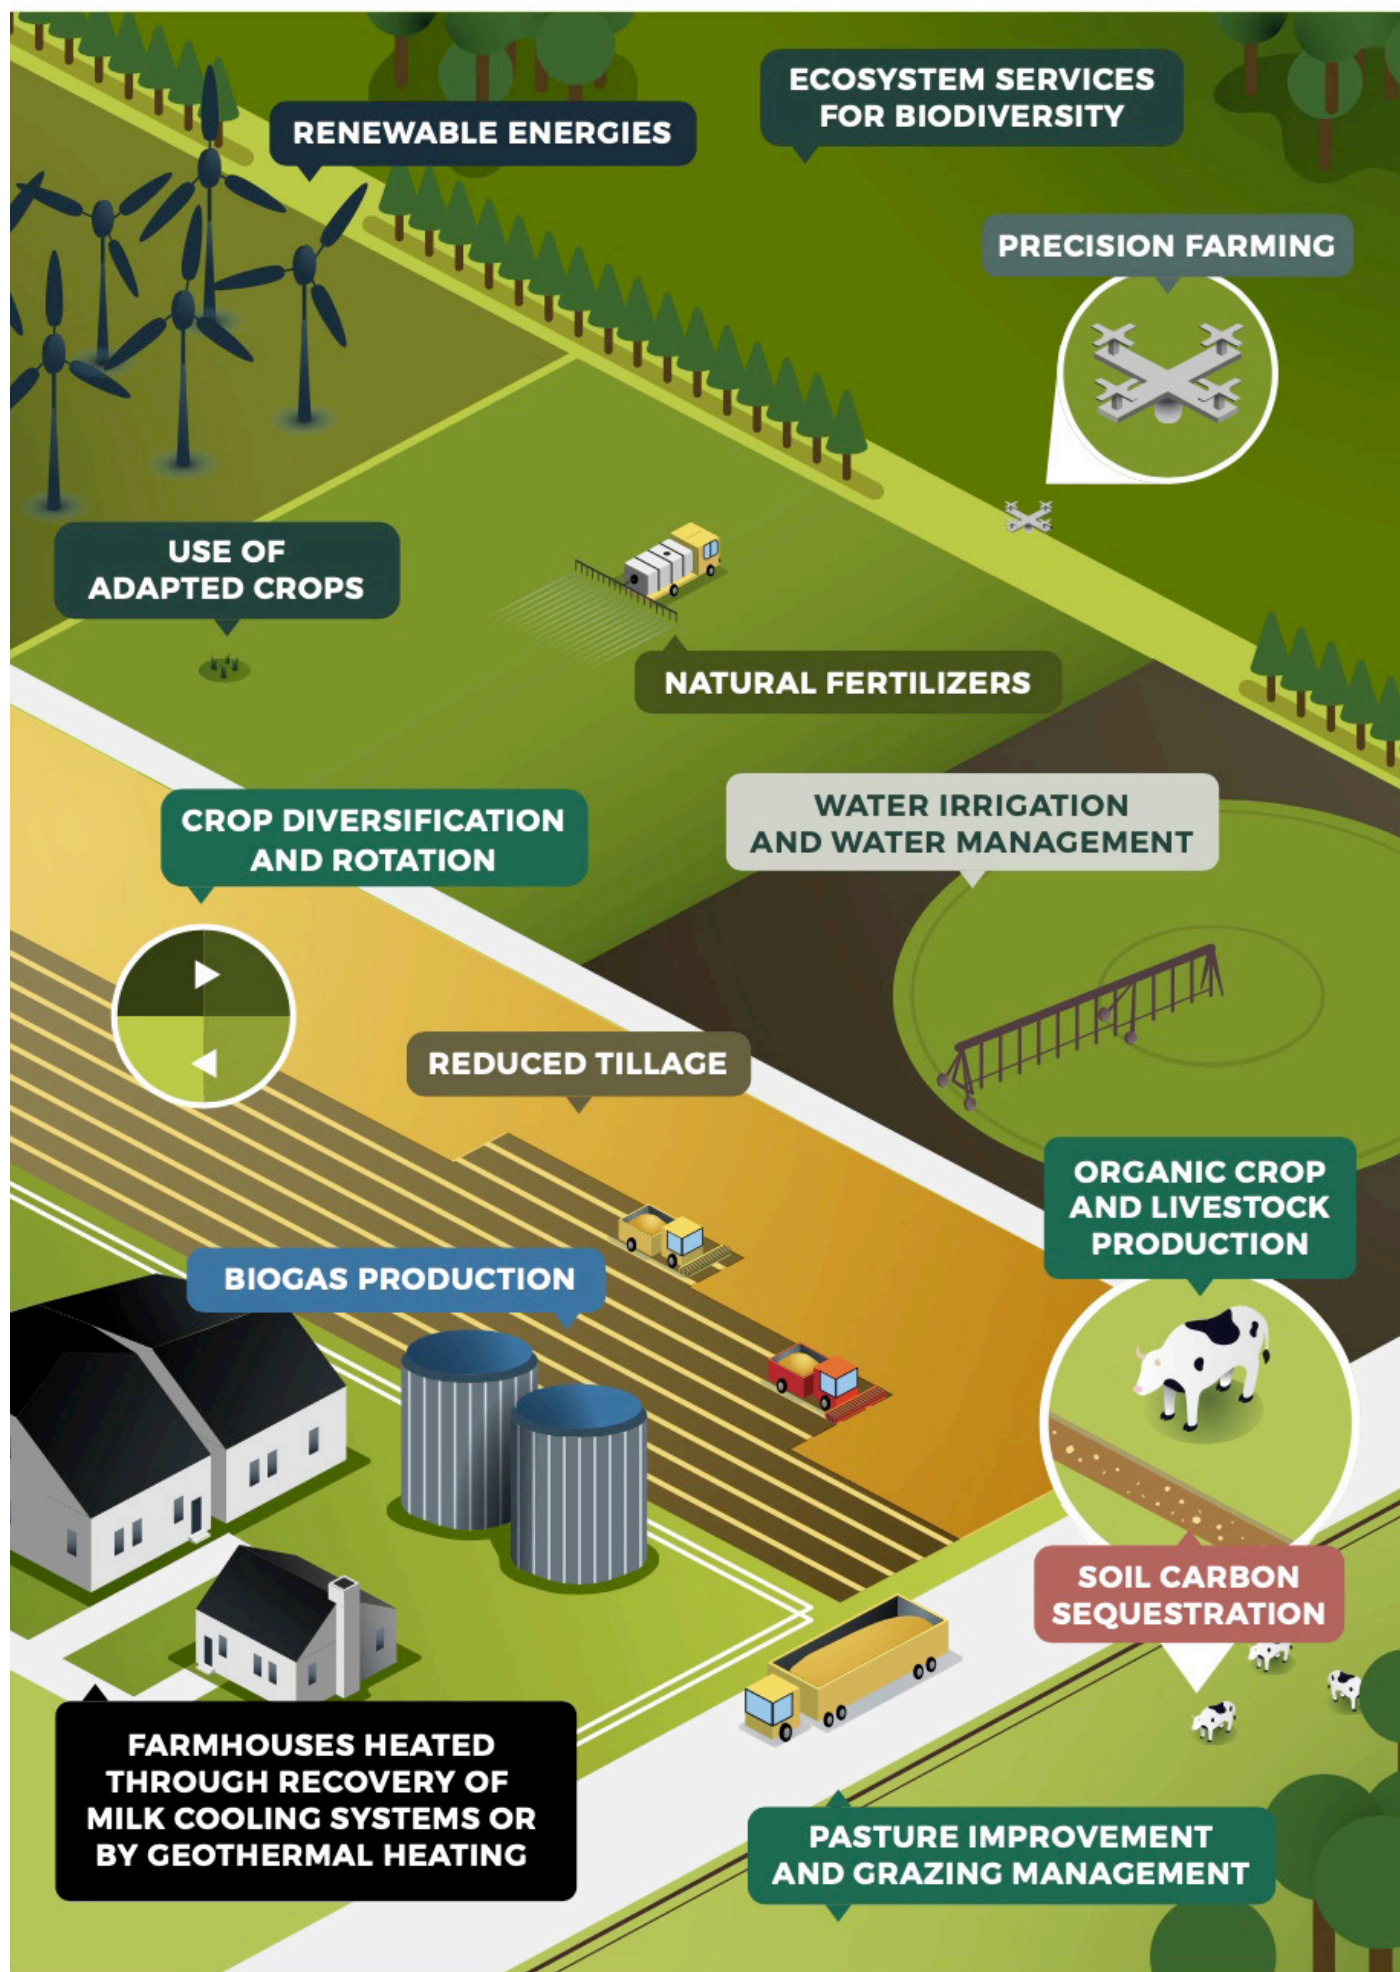 RENEWABLE ENERGIES
ECOSYSTEM SERVICES
FOR BIODIVERSITY
PRECISION FARMING
USE OF
ADAPTED CROPS
NATURAL FERTILIZERS
CROP DIVERSIFICATION
AND ROTATION
WATER IRRIGATION
AND WATER MANAGEMENT
REDUCED TILLAGE
ORGANIC CROP
AND LIVESTOCK
PRODUCTION
BIOGAS PRODUCTION
SOIL CARBON
SEQUESTRATION
FARMHOUSES HEATED
THROUGH RECOVERY OF
MILK COOLING SYSTEMS OR
BY GEOTHERMAL HEATING
PASTURE IMPROVEMENT
AND GRAZING MANAGEMENT